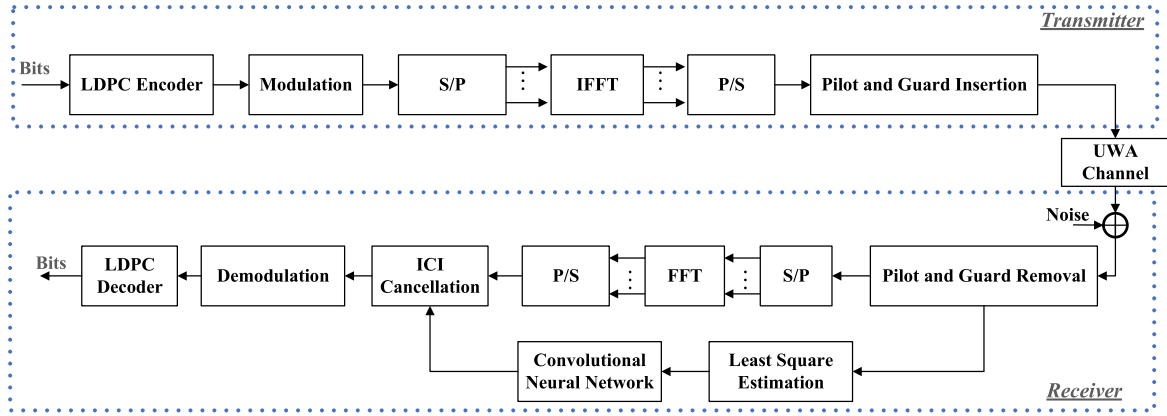 Transmitter
Bits
LDPC Encoder
Modulation
S/P
IFFT
P/S
Pilot and Guard Insertion
UWA
Channel
Noise
Bits
LDPC
Decoder
Demodulation
ICI
Cancellation
P/S
FFT
S/P
Pilot and Guard Removal
Convolutional
Neural Network
Least Square
Estimation
Receiver